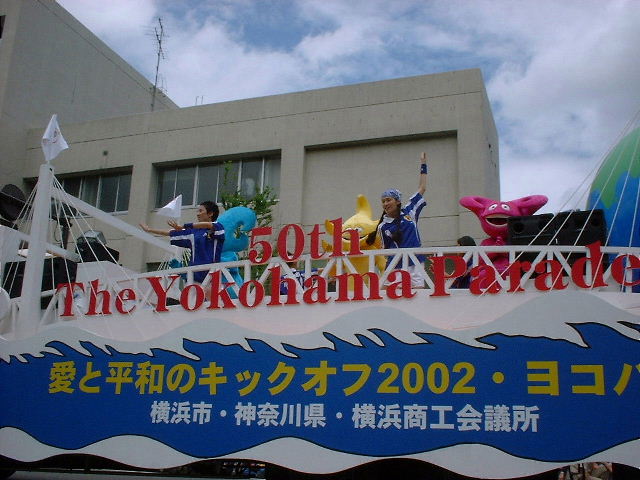 50th
The Yokohama Parade
愛と平和のキックオフ2002・ヨコ
横浜市・神奈川県・横浜商工会議所